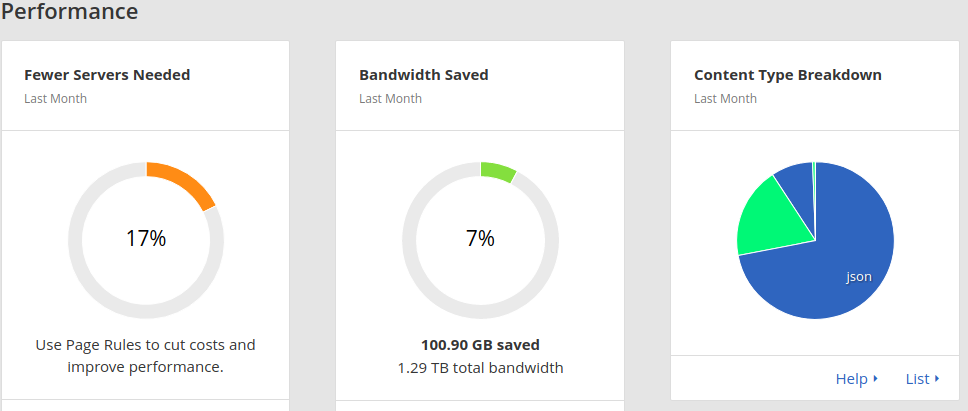 Performance
Fewer Servers Needed
Last Month
17%
Use Page Rules to cut costs and
improve performance.
Bandwidth Saved
Last Month
7%
100.90 GB saved
1.29 TB total bandwidth
Content Type Breakdown
Last Month
json
Help
List